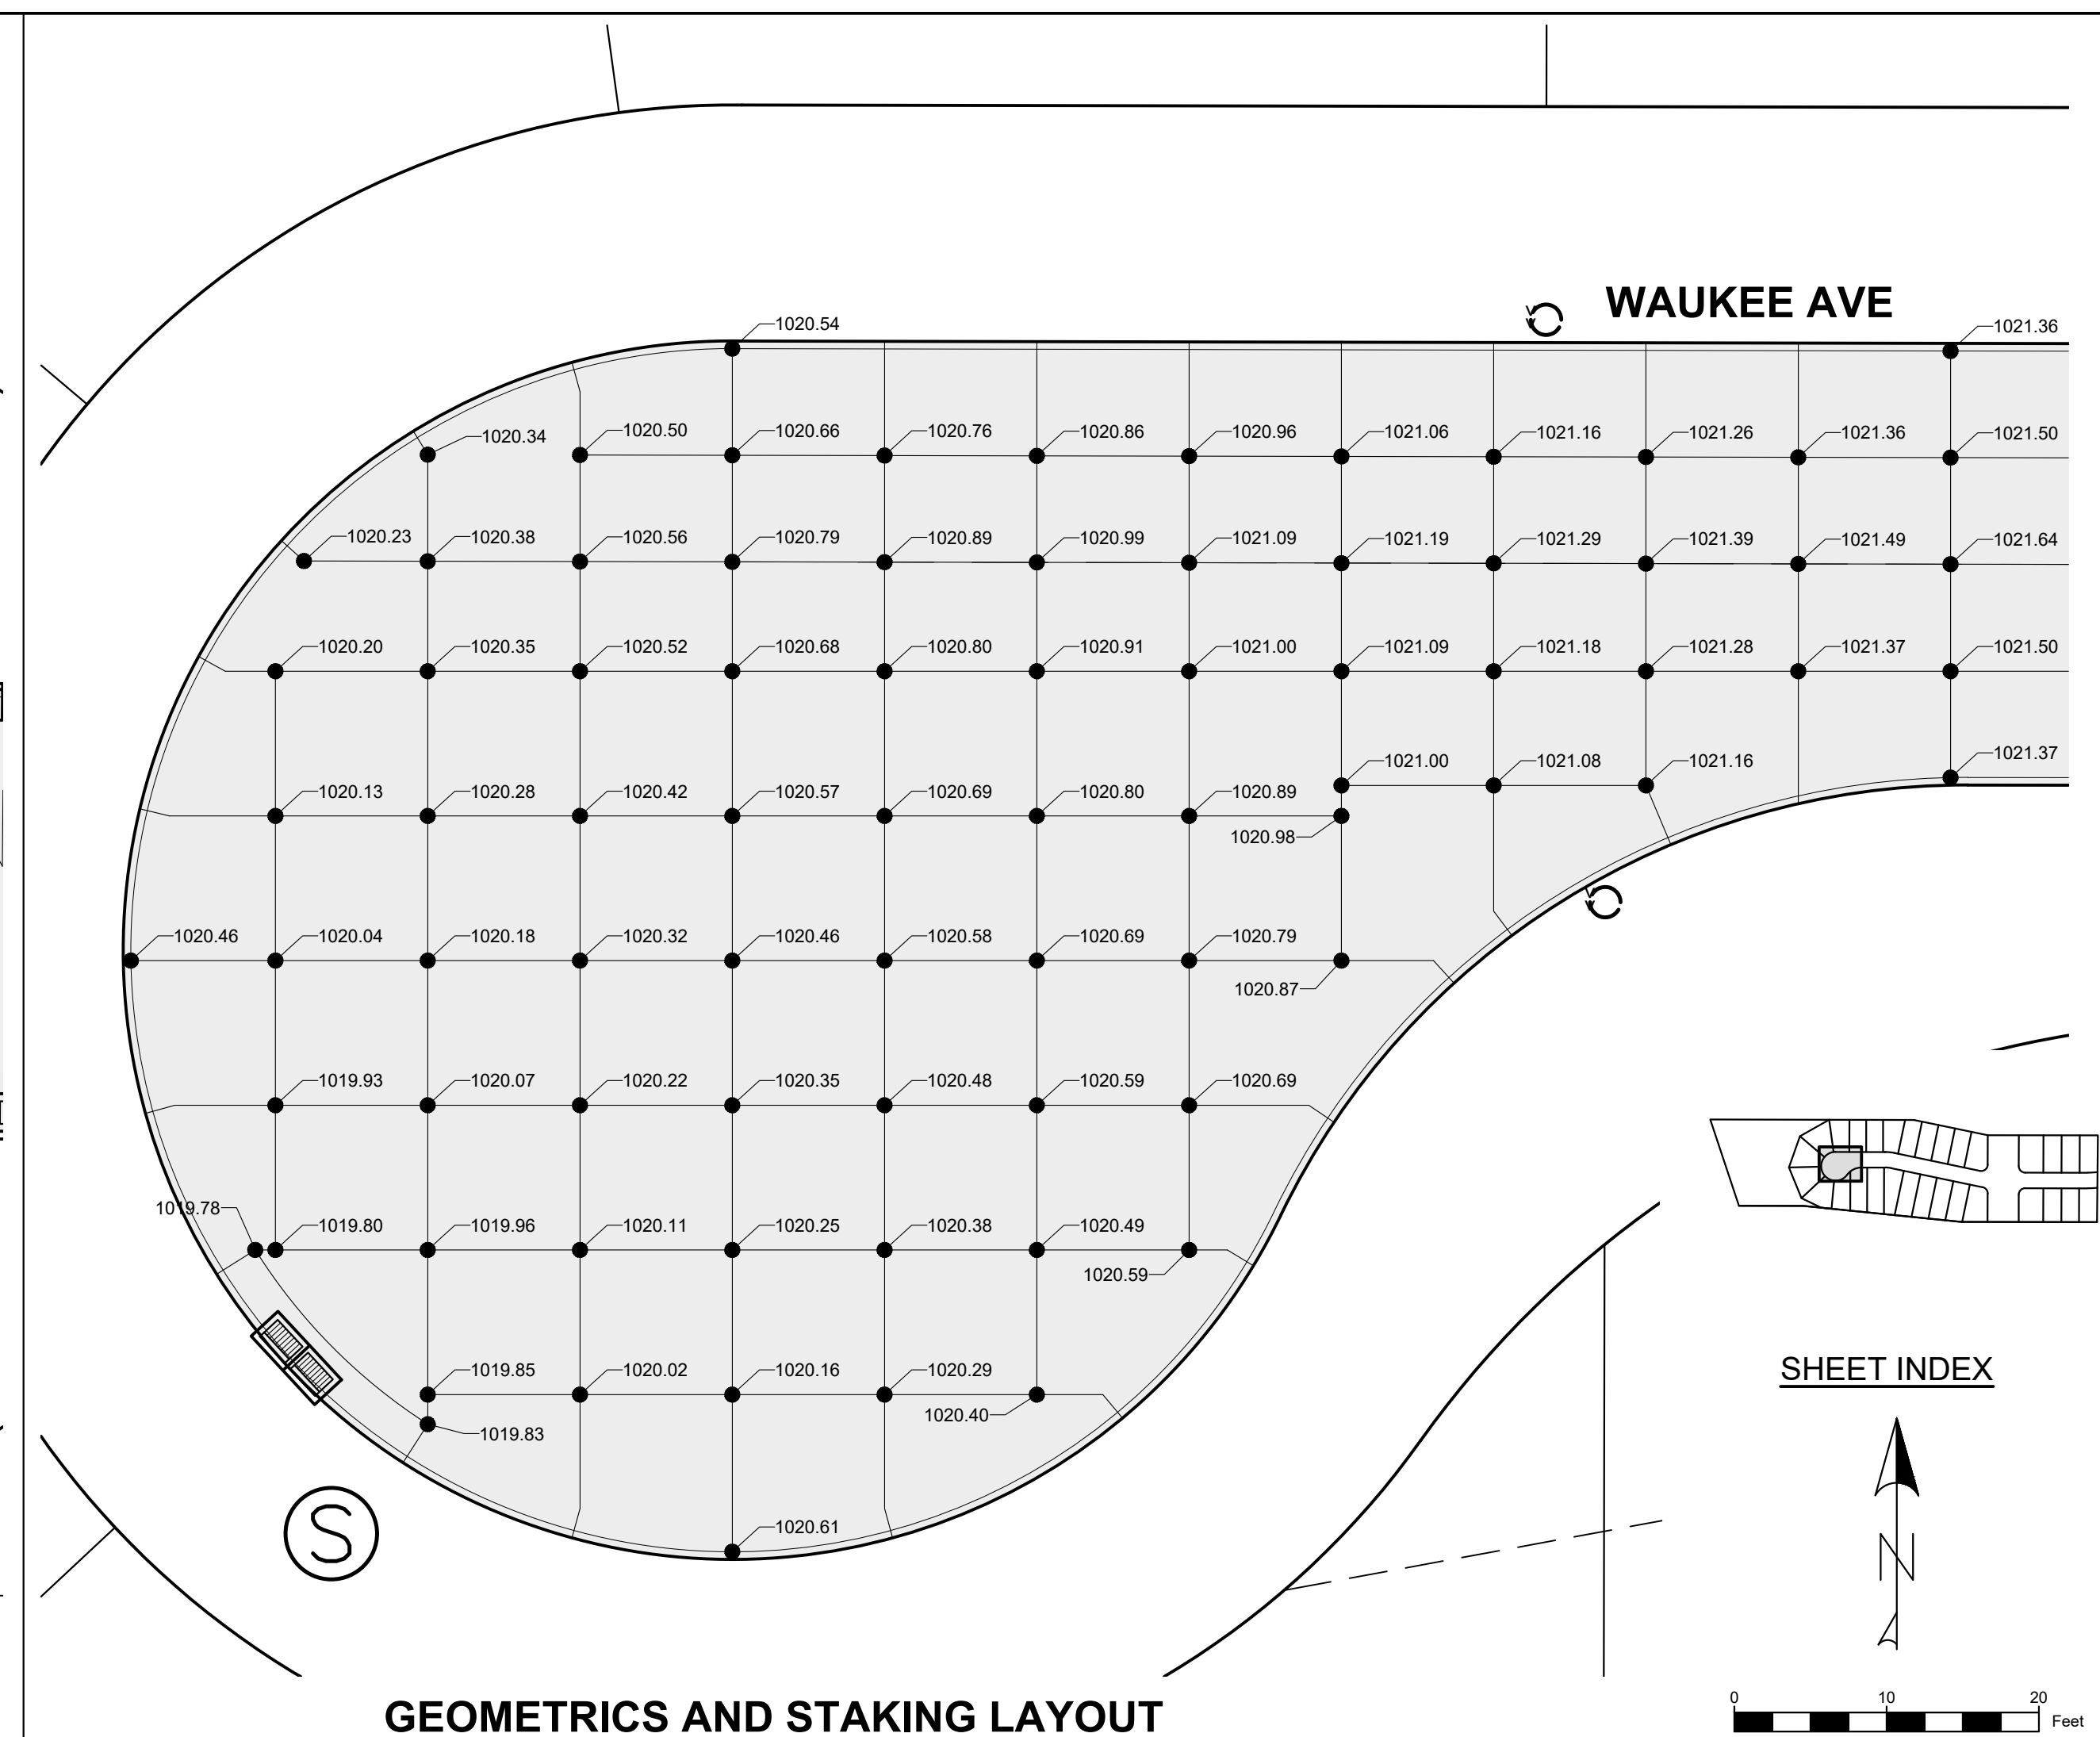 WAUKEE AVE
1020.54 1021.36
1020.34 1020.50 1020.66 1020.76 1020.86 1020.96 1021.06 1021.16 1021.26 1021.36 1021.50
1020.23 1020.38 1020.56 1020.79 1020.89 1020.99 1021.09 1021.19 1021.29 1021.39 1021.49 1021.64
1020.20 1020.35 1020.52 1020.68 1020.80 1020.91 1021.00 1021.09 1021.18 1021.28 1021.37 1021.50
1021.00 1021.08 1021.16 1021.37
1020.13 1020.28 1020.42 1020.57 1020.69 1020.80 1020.89
1020.98
1020.46 1020.04 1020.18 1020.32 1020.46 1020.58 1020.69 1020.79
1020.87
1019.93 1020.07 1020.22 1020.35 1020.48 1020.59 1020.69
1019.78 1019.80 1019.96 1020.11 1020.25 1020.38 1020.49
1020.59
1019.85 1020.02 1020.16 1020.29
1020.40
1019.83
S
1020.61
SHEET INDEX
N
0 10 20
Feet
GEOMETRICS AND STAKING LAYOUT